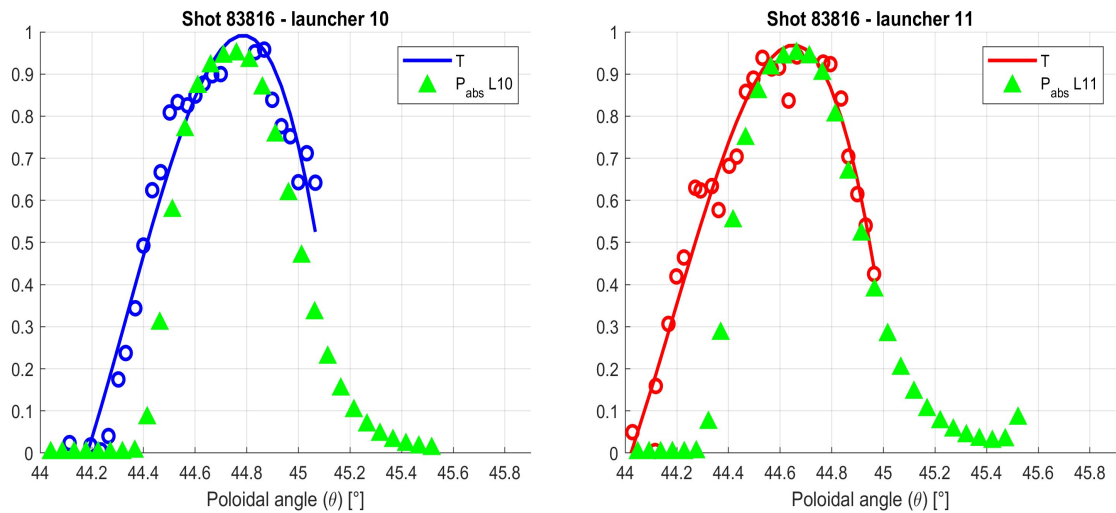 Shot 83816 - launcher 10
1
0.9
0.8
0.7
0.6
0.5
0.4
0.3
0.2
0.1
0
44 44.2 44.4 44.6 44.8 45 45.2 45.4 45.6 45.8
Poloidal angle (θ) [°]
T
P_abs L10
Shot 83816 - launcher 11
1
0.9
0.8
0.7
0.6
0.5
0.4
0.3
0.2
0.1
0
44 44.2 44.4 44.6 44.8 45 45.2 45.4 45.6 45.8
Poloidal angle (θ) [°]
T
P_abs L11